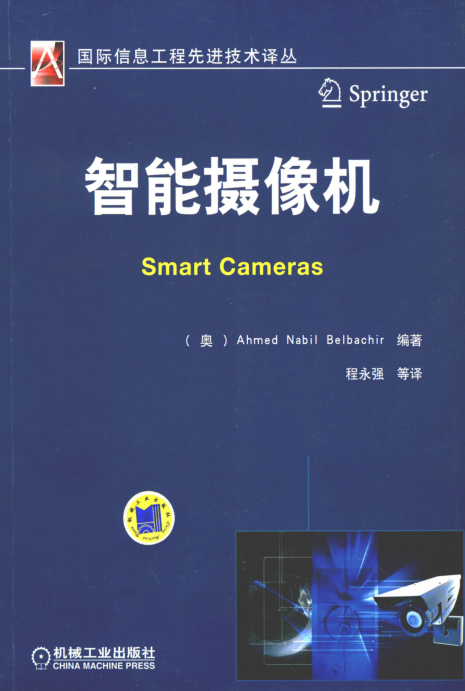 国际信息工程先进技术译丛
Springer
智能摄像机
Smart Cameras
（奥）Ahmed Nabil Belbachir 编著
程永强 等译
机械工业出版社
CHINA MACHINE PRESS